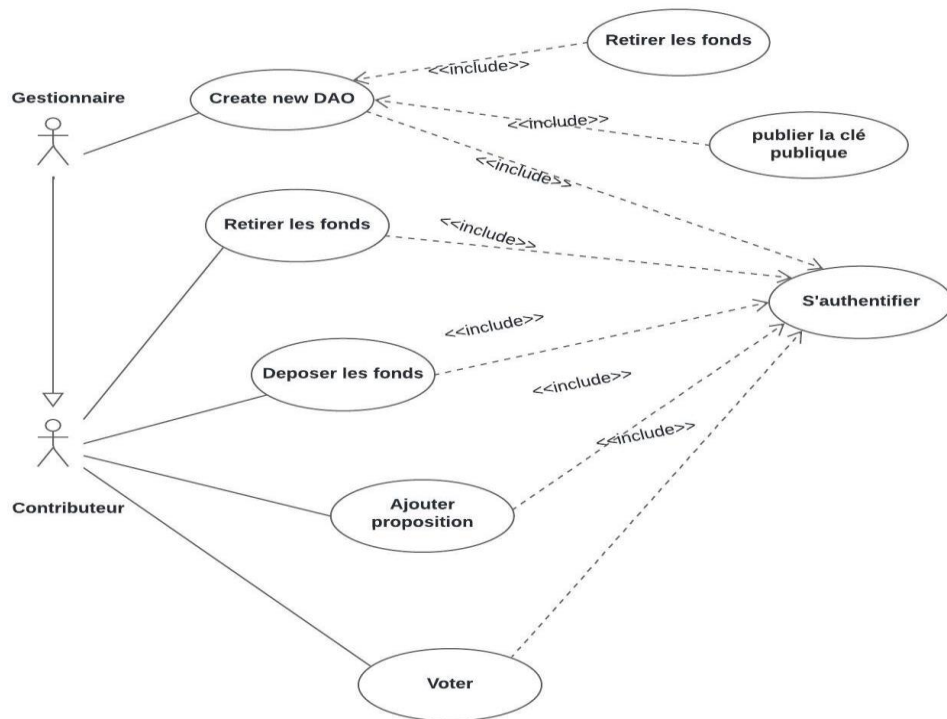 Retirer les fonds
<<include>>
Gestionnaire
Create new DAO
<<include>>
publier la clé
publique
<<include>>
Retirer les fonds
<<include>>
S'authentifier
<<include>>
Deposer les fonds
<<include>>
<<include>>
Contributeur
Ajouter
proposition
Voter